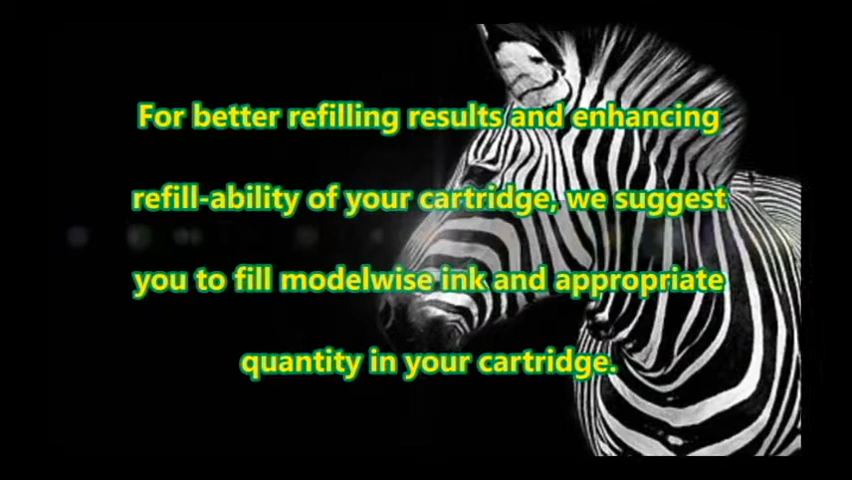 For better refilling results and enhancing
refill-ability of your cartridge, we suggest
you to fill modelwise ink and appropriate
quantity in your cartridge.